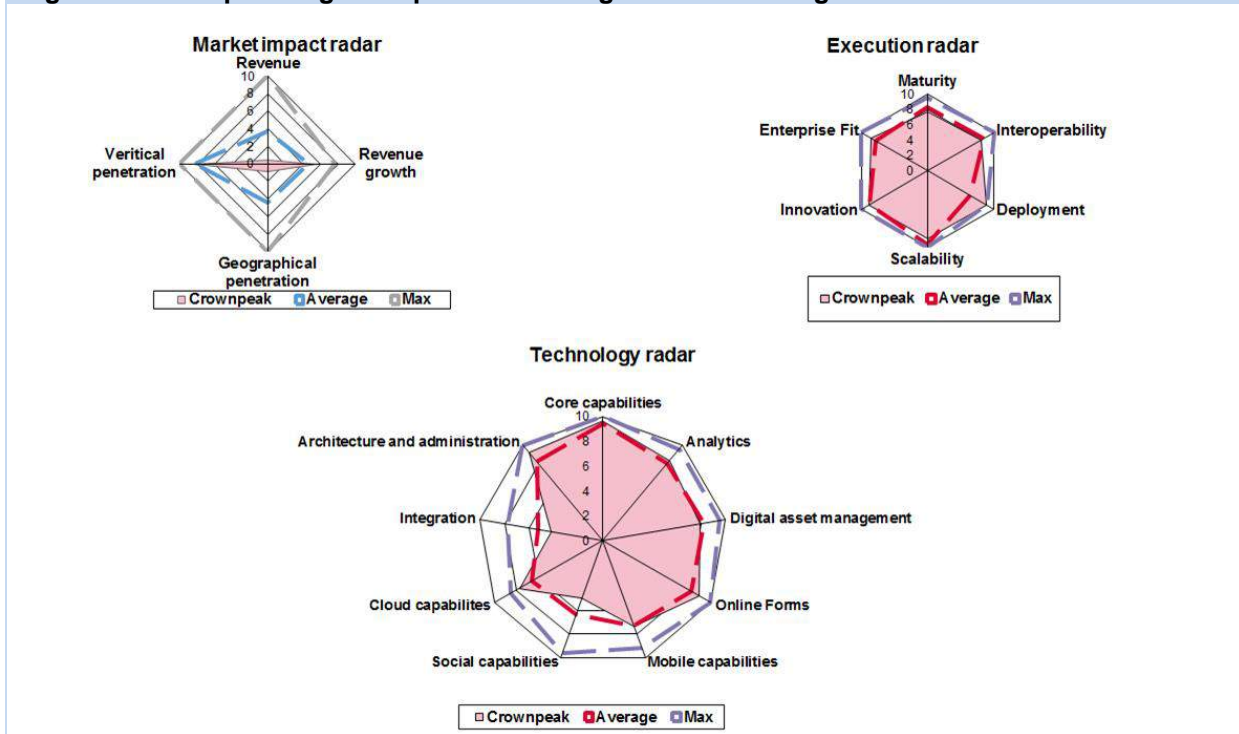 Market impact radar
Revenue
10
8
6
4
2
0
Veritical
penetration
Revenue
growth
Geographical
penetration
Crownpeak Average Max
Execution radar
Maturity
10
8
6
4
2
0
Enterprise Fit
Interoperability
Innovation
Deployment
Scalability
Crownpeak Average Max
Technology radar
Core capabilities
10
8
6
4
2
0
Architecture and administration
Analytics
Integration
Digital asset management
Cloud capabilites
Online Forms
Social capabilities
Mobile capabilities
Crownpeak Average Max